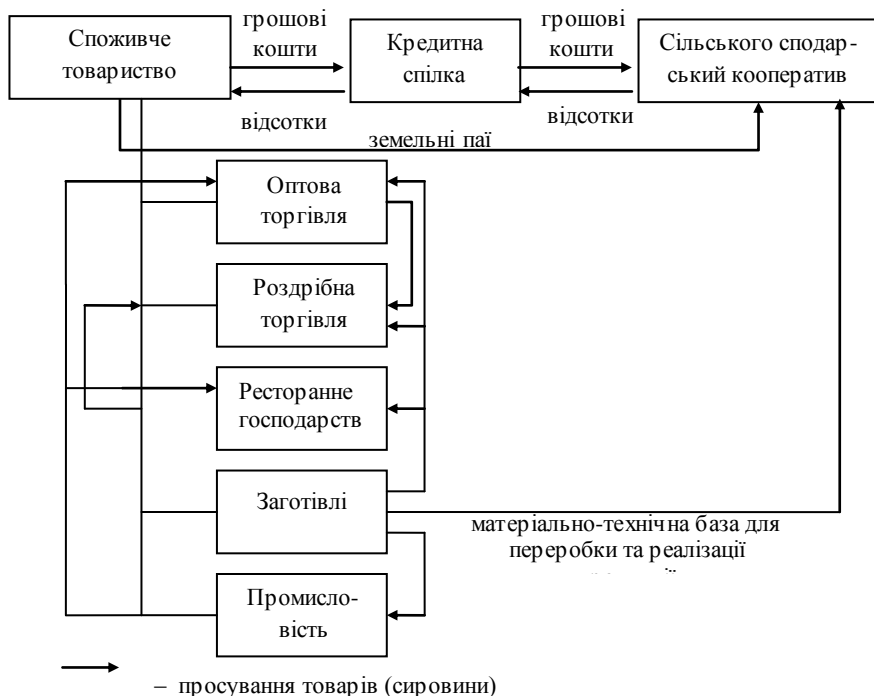 Споживче
товариство
грошові
кошти
Кредитна
спілка
грошові
кошти
Сільського сподар-
ський кооператив
відсотки
відсотки
земельні паї
Оптова
торгівля
Роздрібна
торгівля
Ресторанне
господарств
Заготівлі
матеріально-технічна база для
переробки та реалізації
Промисло-
вість
– просування товарів (сировини)